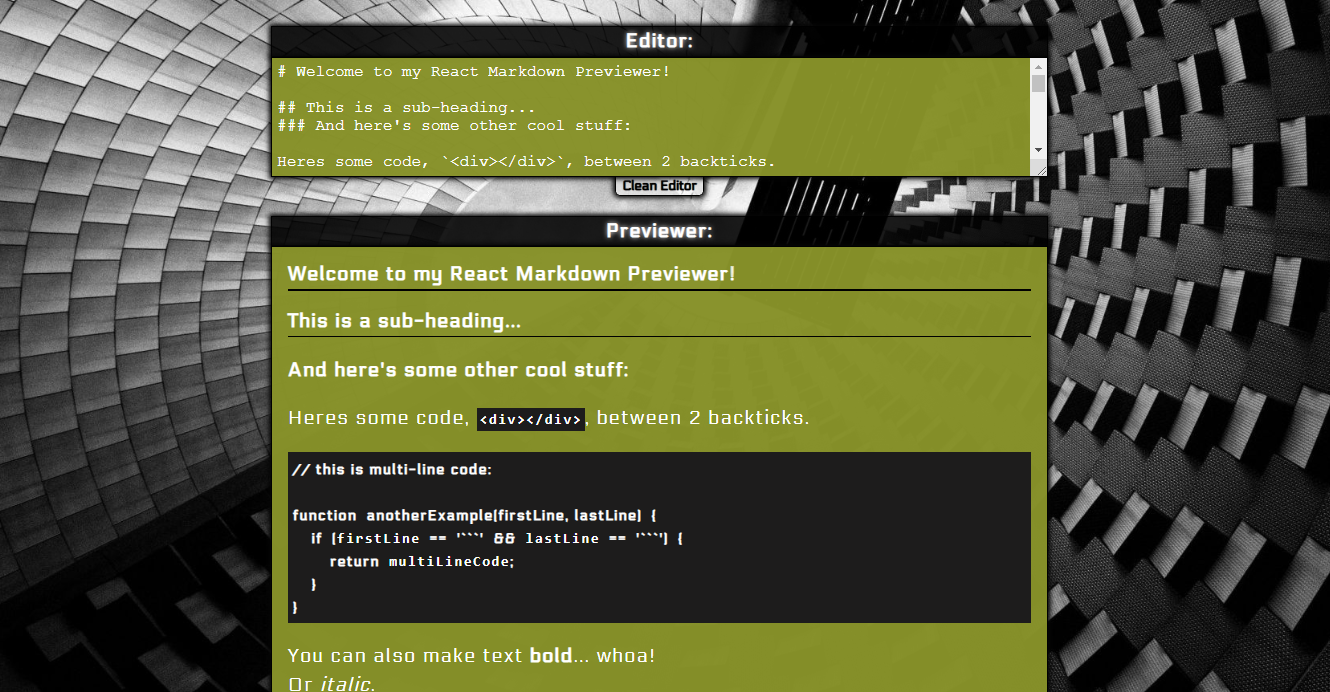 Editor:
# Welcome to my React Markdown Previewer!
## This is a sub-heading...
### And here's some other cool stuff:
Heres some code, `<div></div>`, between 2 backticks.
Clean Editor
Previewer:
Welcome to my React Markdown Previewer!
This is a sub-heading...
And here's some other cool stuff:
Heres some code, <div></div>, between 2 backticks.
// this is multi-line code:
function anotherExample(firstLine, lastLine) {
if (firstLine == '```' && lastLine == '```') {
return multiLineCode;
}
}
You can also make text bold... whoa!
Or italic.